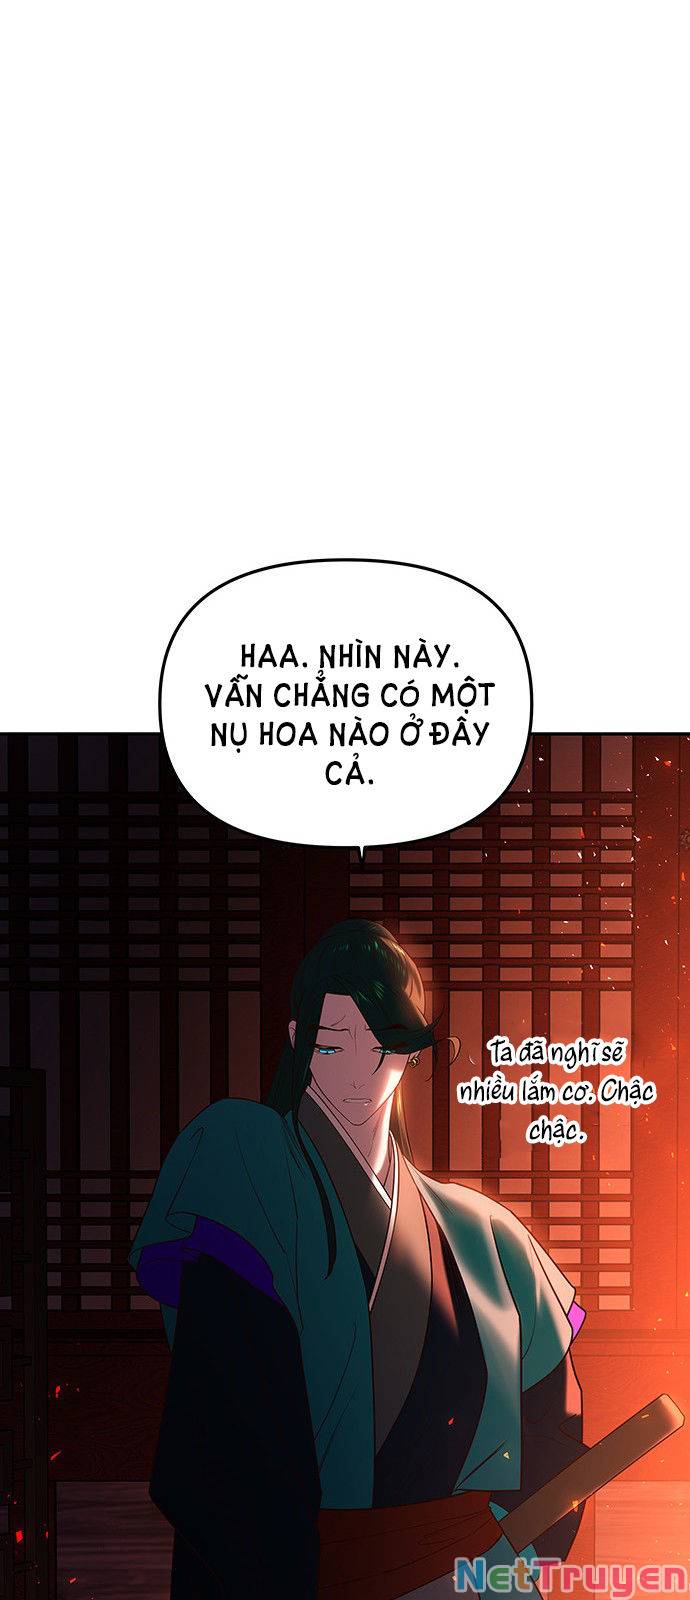 HAA. NHÌN NÀY.
VẪN CHẲNG CÓ MỘT
NỤ HOA NÀO Ở ĐÂY
CẢ.
Ta đã nghĩ sẽ
nhiều lắm cơ. Chậc
chậc.
NetTruyen